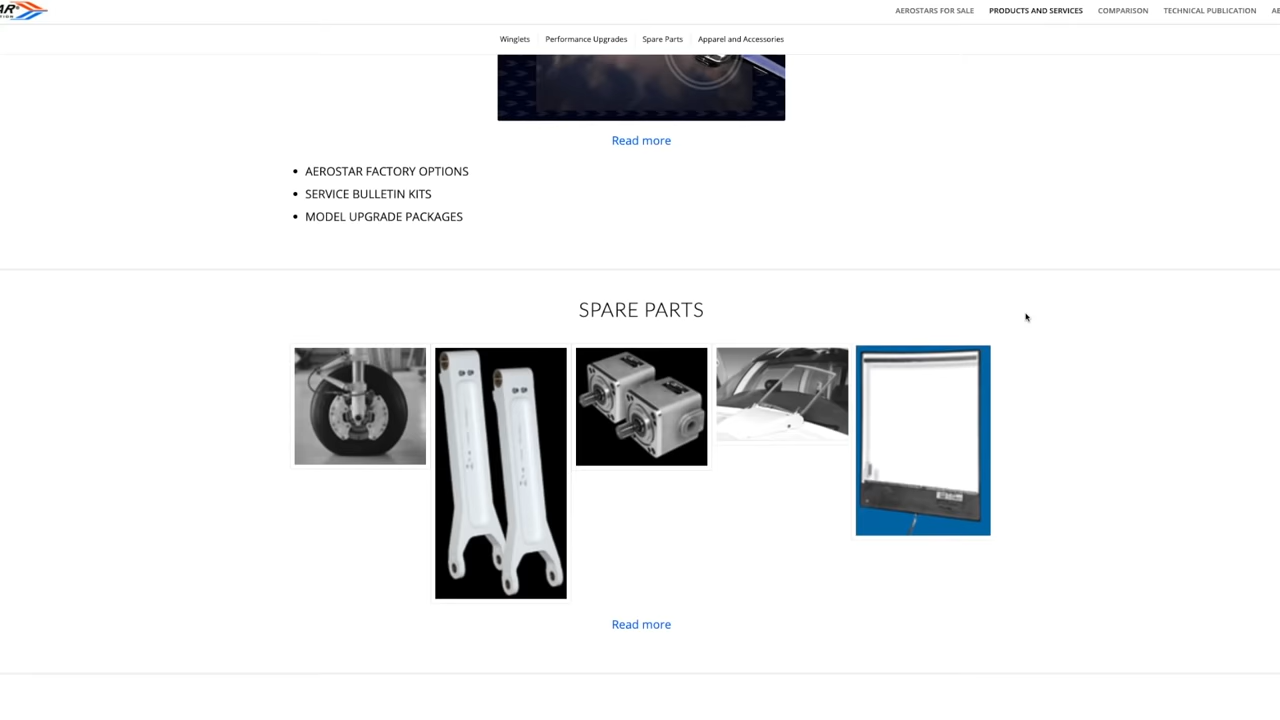 AEROSTARS FOR SALE
PRODUCTS AND SERVICES
COMPARISON
TECHNICAL PUBLICATION
Winglets
Performance Upgrades
Spare Parts
Apparel and Accessories
Read more
• AEROSTAR FACTORY OPTIONS
• SERVICE BULLETIN KITS
• MODEL UPGRADE PACKAGES
SPARE PARTS
Read more